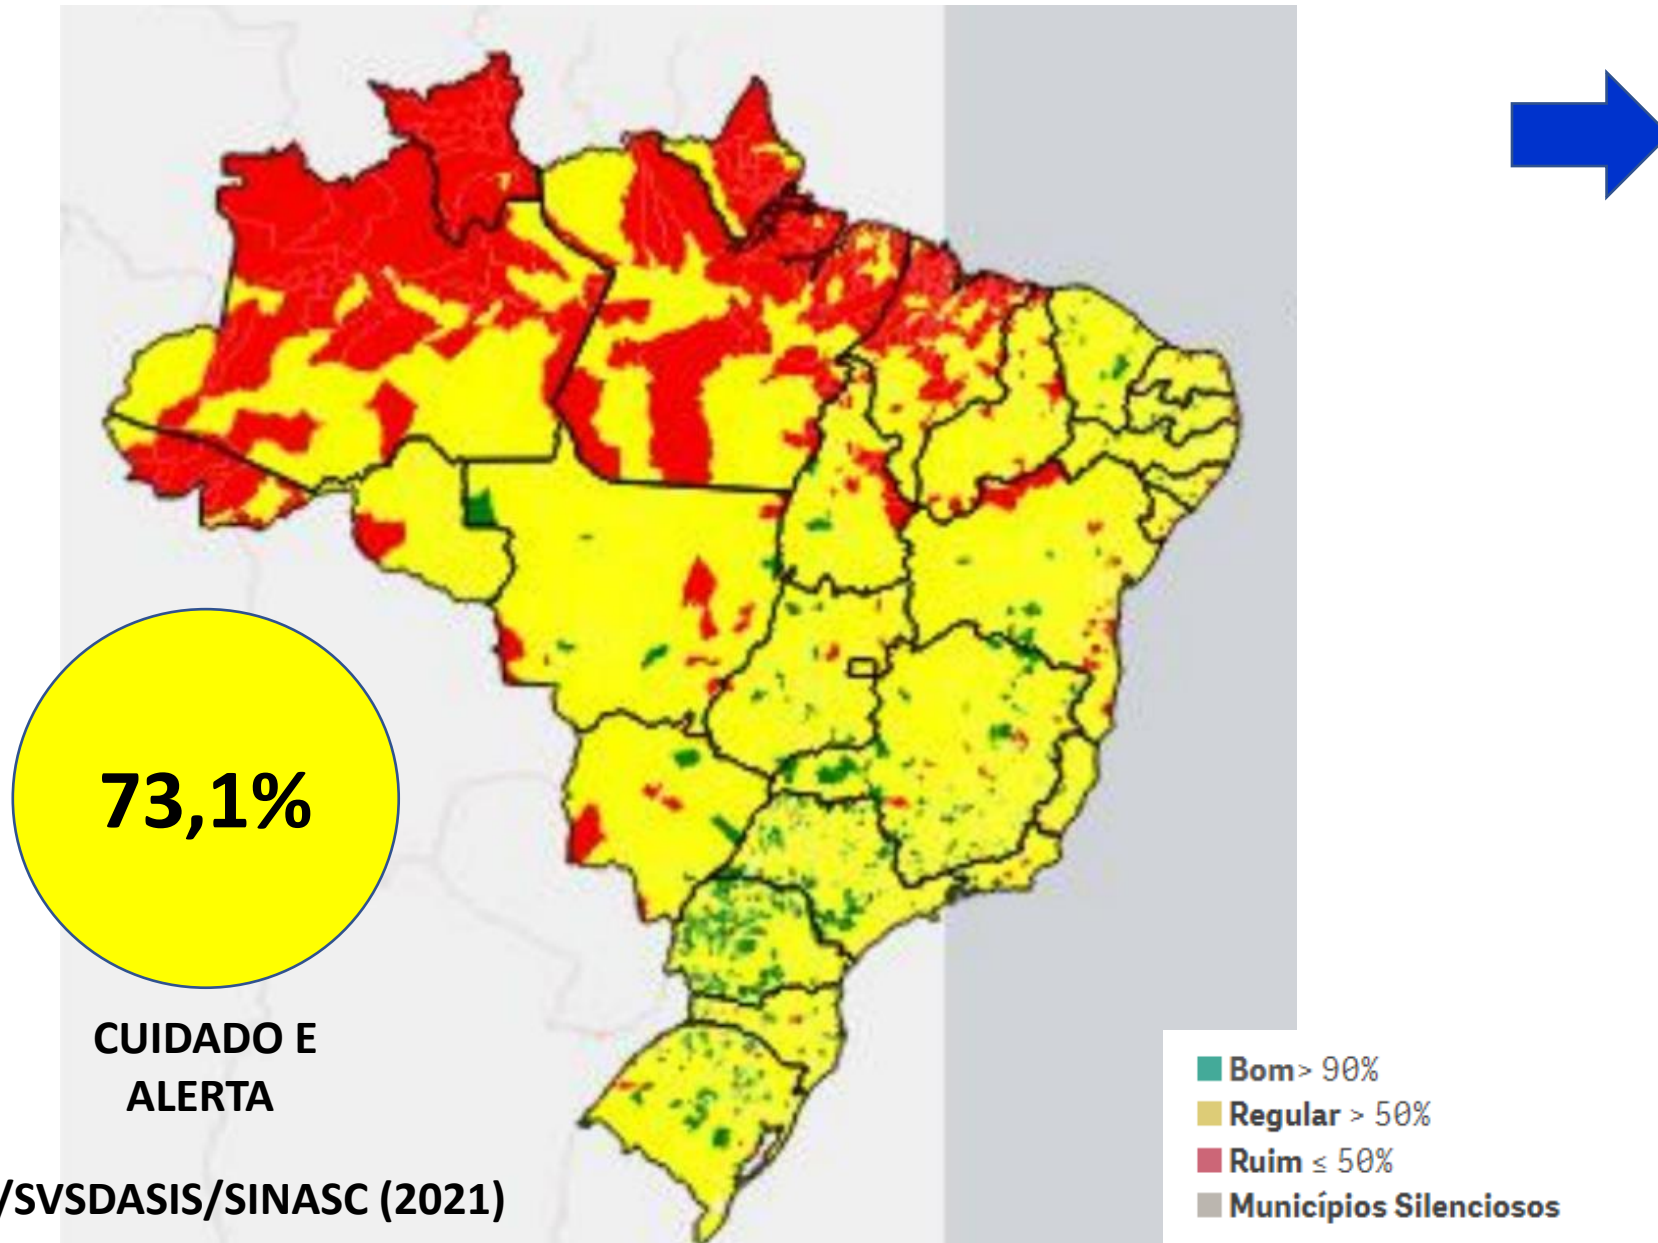 73,1%
CUIDADO E
ALERTA
/SVSDASIS/SINASC (2021)
Bom> 90%
Regular > 50%
Ruim ≤ 50%
Municípios Silenciosos